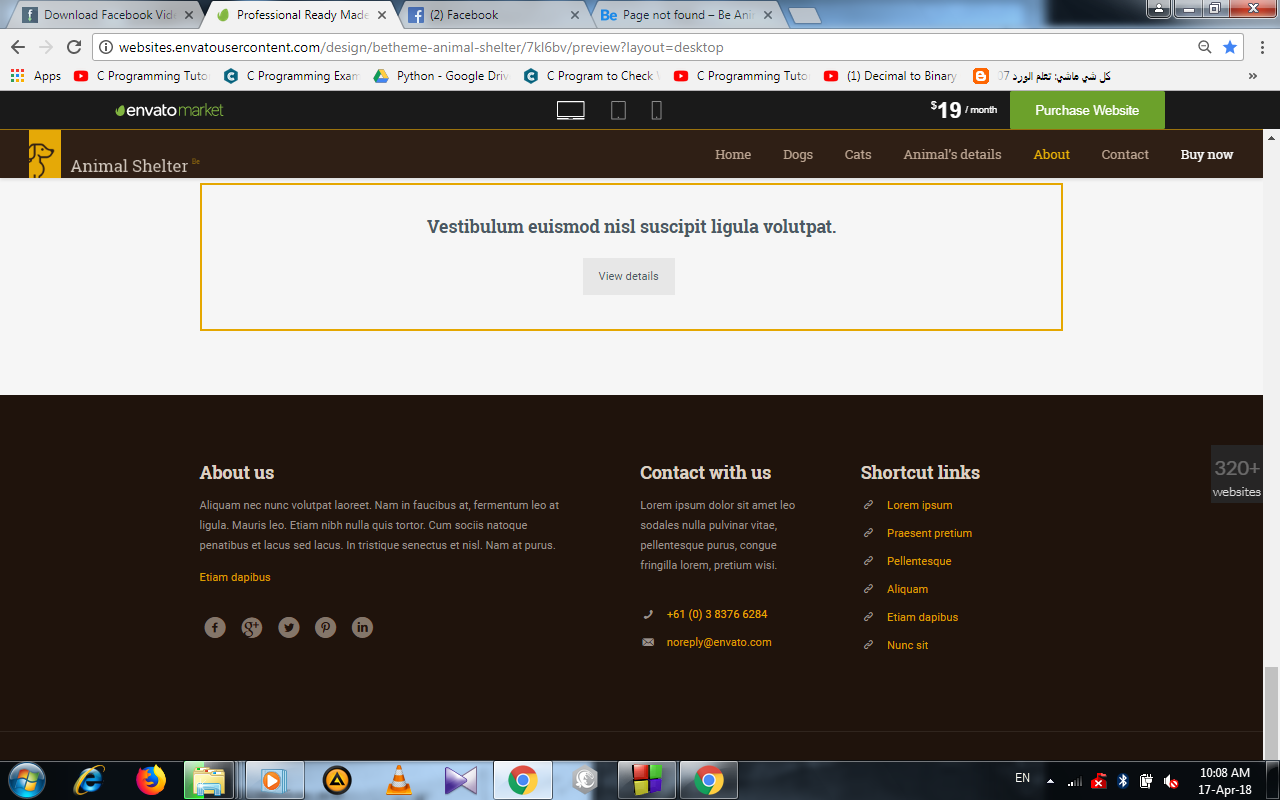 Download Facebook Vide
Professional Ready Made
(2) Facebook
Be Page not found – Be Ani
websites.envatousercontent.com/design/betheme-animal-shelter/7kl6bv/preview?layout=desktop
Apps
C Programming Tuto
C Programming Exam
Python - Google Driv
C Program to Check
C Programming Tuto
(1) Decimal to Binary
كل شي هاشي: تعلم الورد 07
»
envato market
$19 / month
Purchase Website
Animal Shelter Be
Home
Dogs
Cats
Animal's details
About
Contact
Buy now
Vestibulum euismod nisl suscipit ligula volutpat.
View details
320+
websites
About us
Aliquam nec nunc volutpat laoreet. Nam in faucibus at, fermentum leo at
ligula. Mauris leo. Etiam nibh nulla quis tortor. Cum sociis natoque
penatibus et lacus sed lacus. In tristique senectus et nisl. Nam at purus.
Etiam dapibus
Contact with us
Lorem ipsum dolor sit amet leo
sodales nulla pulvinar vitae,
pellentesque purus, congue
fringilla lorem, pretium wisi.
+61 (0) 3 8376 6284
noreply@envato.com
Shortcut links
Lorem ipsum
Praesent pretium
Pellentesque
Aliquam
Etiam dapibus
Nunc sit
EN
10:08 AM
17-Apr-18